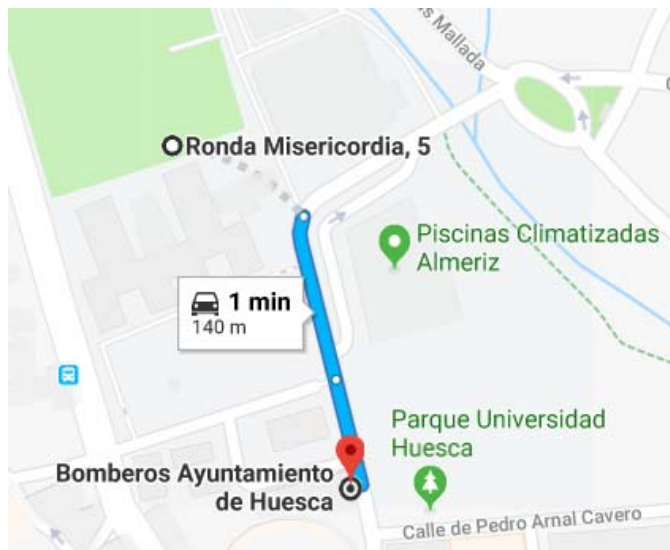 Mallada
Ronda Misericordia, 5
Piscinas Climatizadas
Almeriz
1 min
140 m
Parque Universidad
Huesca
Bomberos Ayuntamiento
de Huesca
Calle de Pedro Arnal Cavero